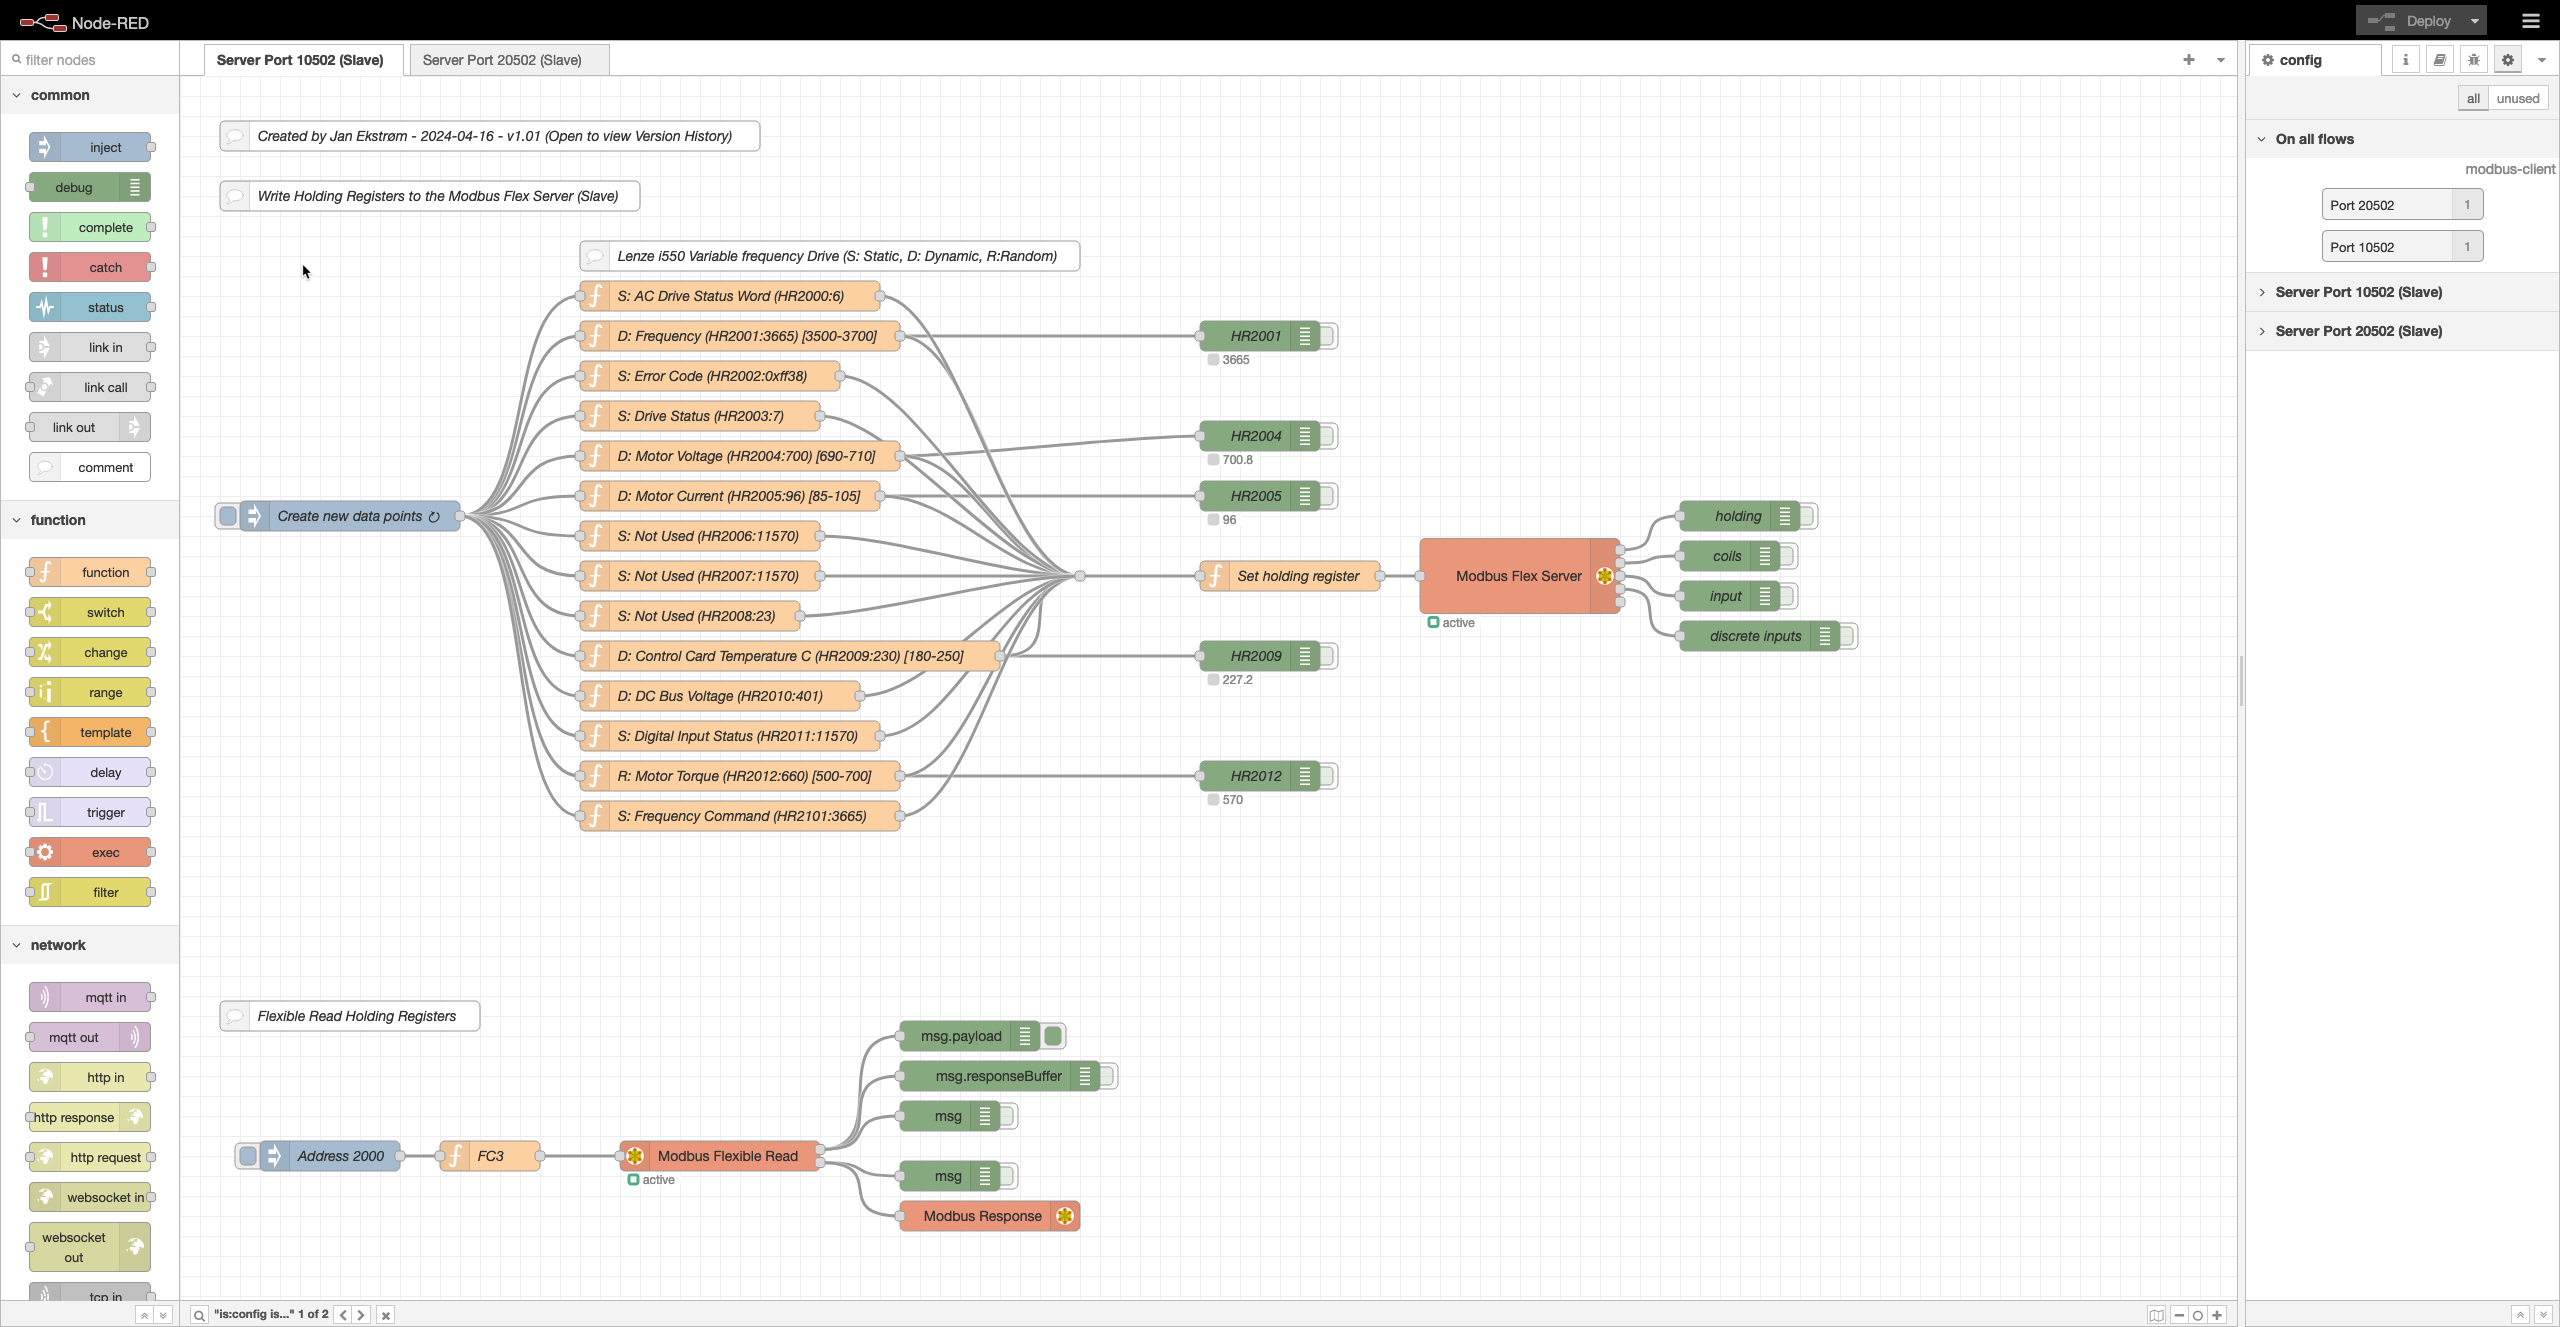 Node-RED
Deploy
filter nodes
Server Port 10502 (Slave)
Server Port 20502 (Slave)
config
all
unused
common
inject
debug
complete
catch
status
link in
link call
link out
comment
function
function
switch
change
range
template
delay
trigger
exec
filter
network
mqtt in
mqtt out
http in
http response
http request
websocket in
websocket
out
tcp in
Created by Jan Ekstrøm - 2024-04-16 - v1.01 (Open to view Version History)
Write Holding Registers to the Modbus Flex Server (Slave)
Lenze i550 Variable frequency Drive (S: Static, D: Dynamic, R:Random)
Create new data points ↻
S: AC Drive Status Word (HR2000:6)
D: Frequency (HR2001:3665) [3500-3700]
S: Error Code (HR2002:0xff38)
S: Drive Status (HR2003:7)
D: Motor Voltage (HR2004:700) [690-710]
D: Motor Current (HR2005:96) [85-105]
S: Not Used (HR2006:11570)
S: Not Used (HR2007:11570)
S: Not Used (HR2008:23)
D: Control Card Temperature C (HR2009:230) [180-250]
D: DC Bus Voltage (HR2010:401)
S: Digital Input Status (HR2011:11570)
R: Motor Torque (HR2012:660) [500-700]
S: Frequency Command (HR2101:3665)
HR2001
3665
HR2004
700.8
HR2005
96
Set holding register
HR2009
227.2
HR2012
570
Modbus Flex Server
active
holding
coils
input
discrete inputs
Flexible Read Holding Registers
Address 2000
FC3
Modbus Flexible Read
active
msg.payload
msg.responseBuffer
msg
msg
Modbus Response
On all flows
modbus-client
Port 20502
1
Port 10502
1
Server Port 10502 (Slave)
Server Port 20502 (Slave)
"is:config is..." 1 of 2